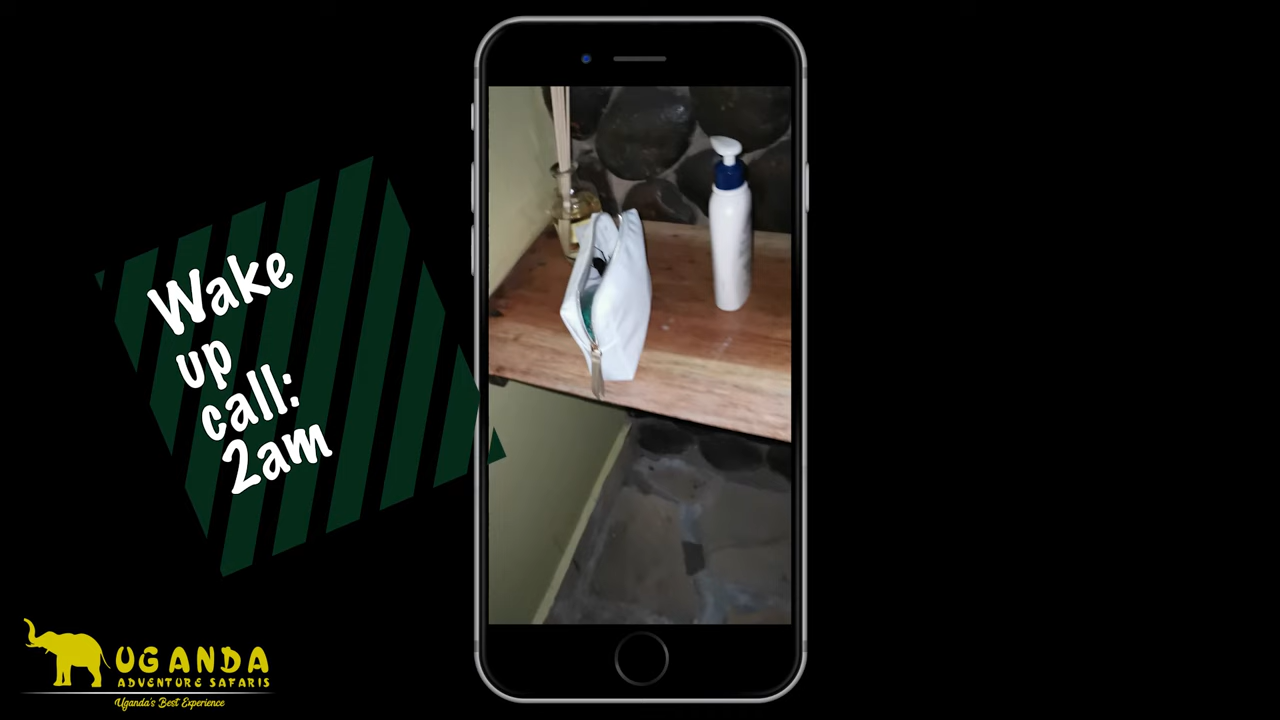 Wake
up
call:
2am
UGANDA
ADVENTURE SAFARIS
Uganda's Best Experience